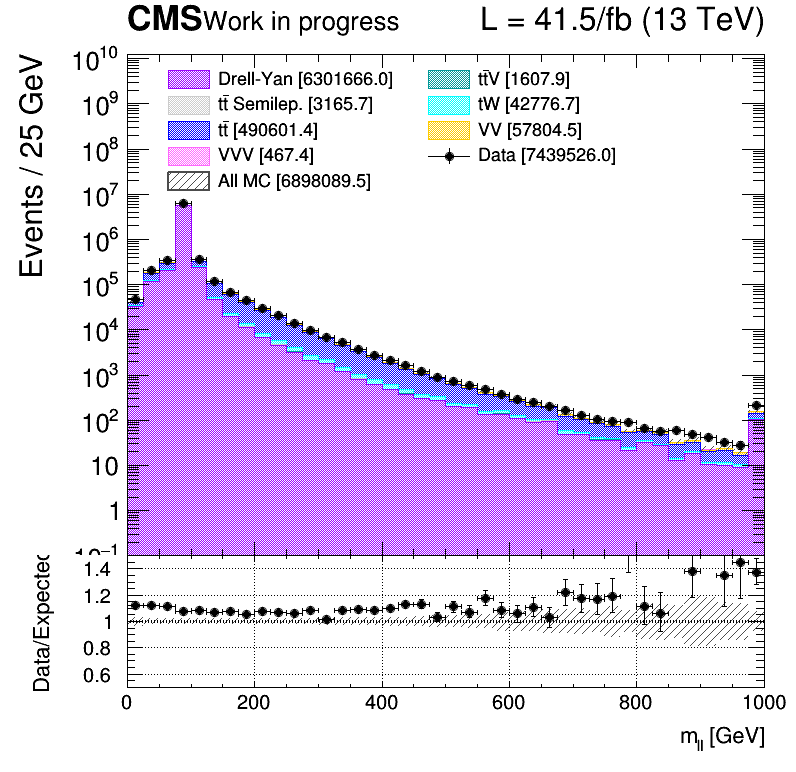 CMS Work in progress L = 41.5/fb (13 TeV)
Events / 25 GeV
10^10
10^9
10^8
10^7
10^6
10^5
10^4
10^3
10^2
10
1
10^-1
Drell-Yan [6301666.0]
tt̄ Semilep. [3165.7]
tt̄ [490601.4]
VVV [467.4]
All MC [6898089.5]
tt̄V [1607.9]
tW [42776.7]
VV [57804.5]
Data [7439526.0]
Data/Expected
1.4
1.2
1
0.8
0.6
0 200 400 600 800 1000
m_ll [GeV]